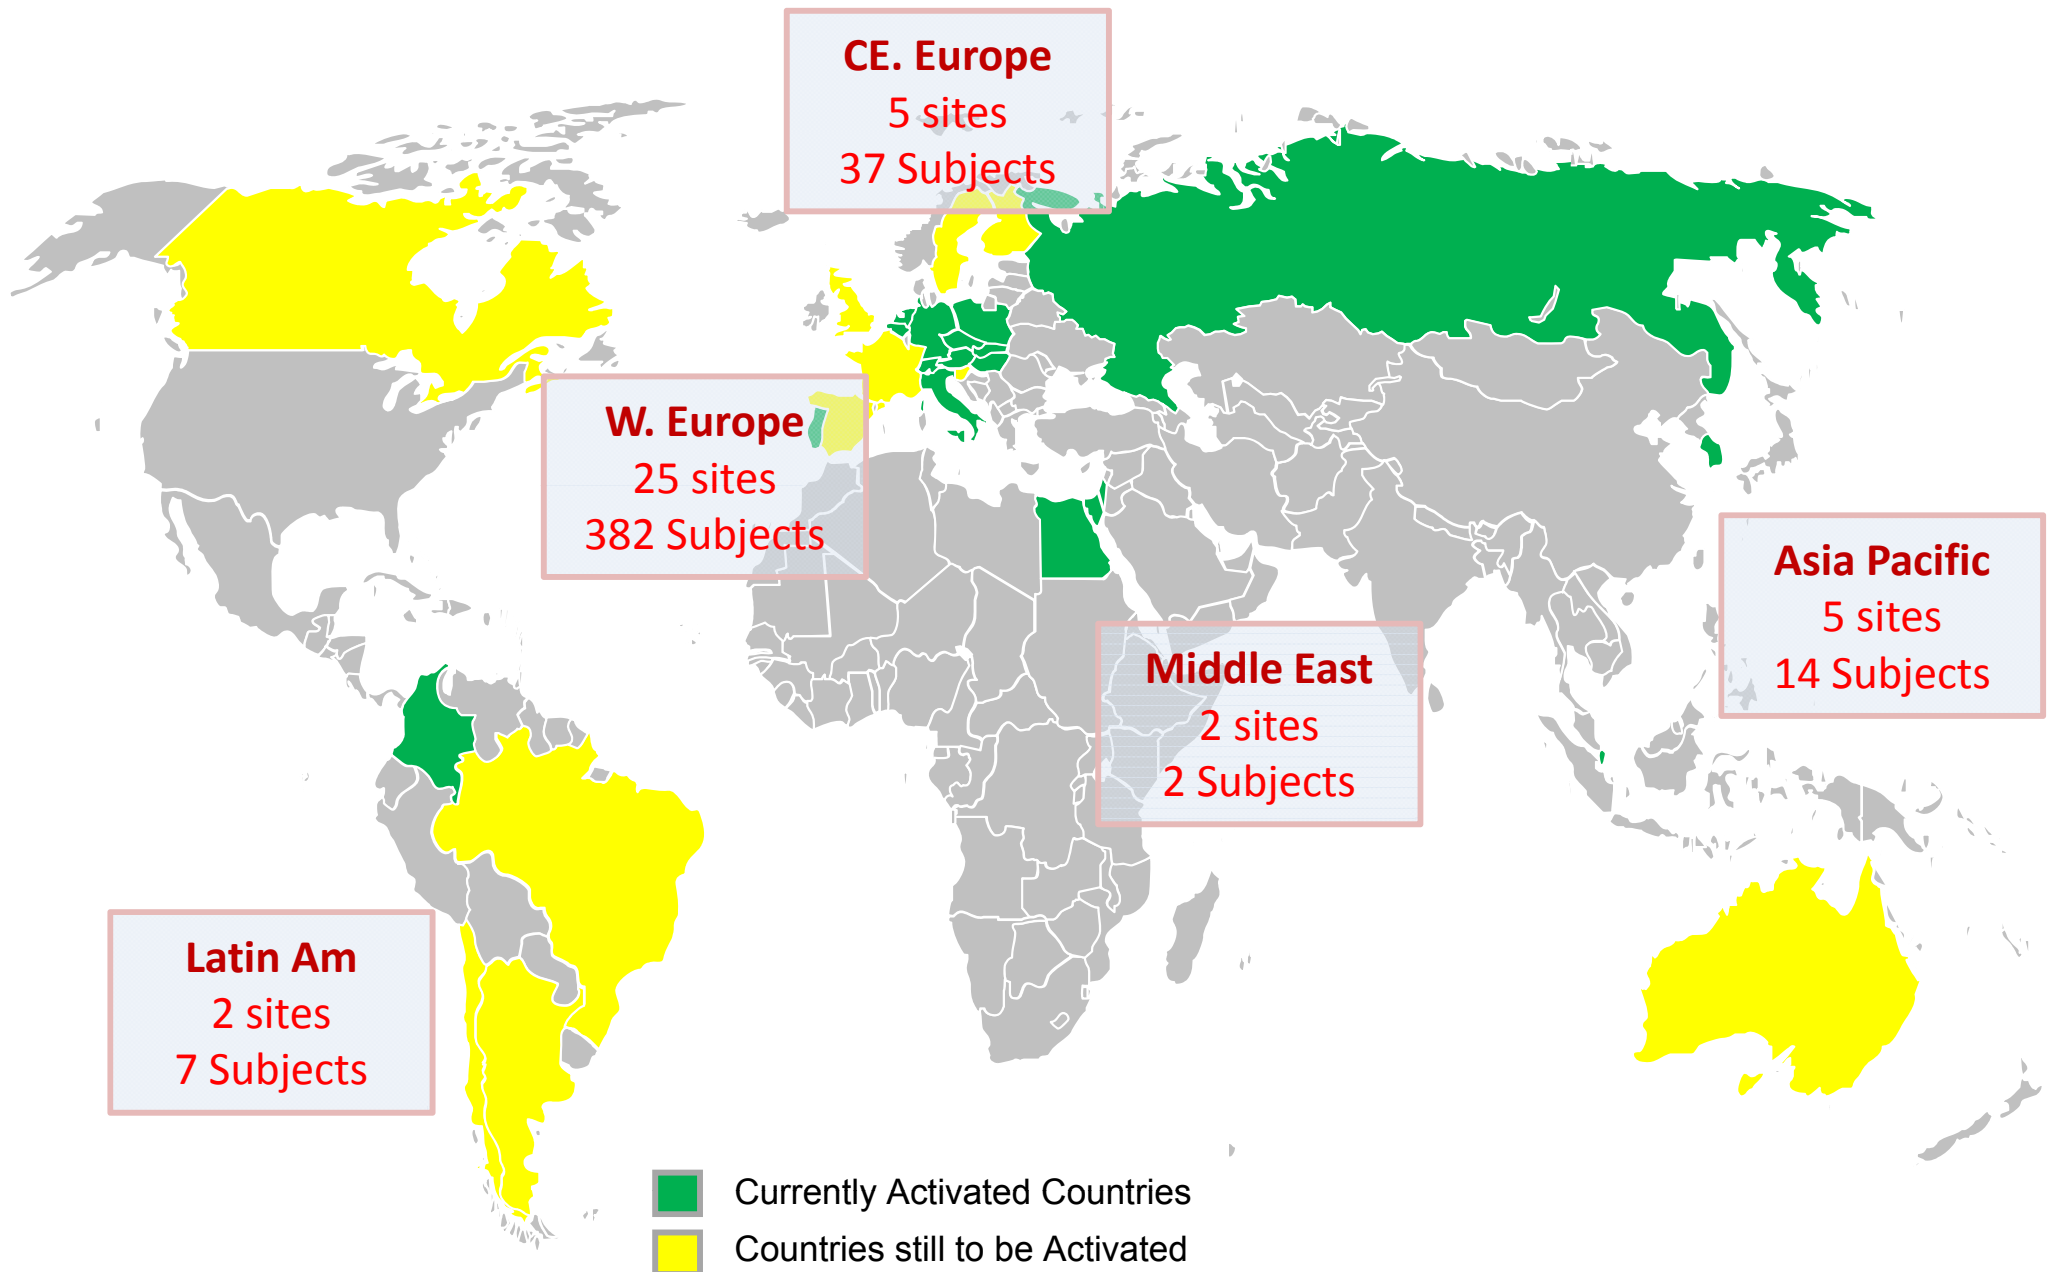 CE. Europe
5 sites
37 Subjects
W. Europe
25 sites
382 Subjects
Asia Pacific
5 sites
14 Subjects
Middle East
2 sites
2 Subjects
Latin Am
2 sites
7 Subjects
Currently Activated Countries
Countries still to be Activated